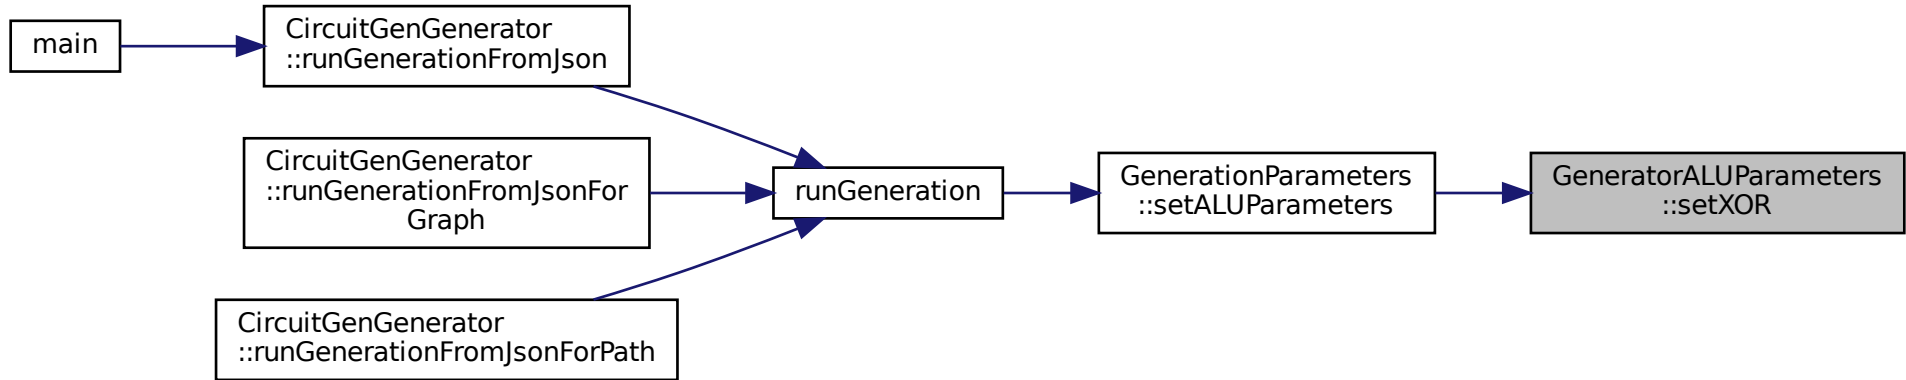 main
CircuitGenGenerator
::runGenerationFromJson
CircuitGenGenerator
::runGenerationFromJsonFor
Graph
CircuitGenGenerator
::runGenerationFromJsonForPath
runGeneration
GenerationParameters
::setALUParameters
GeneratorALUParameters
::setXOR